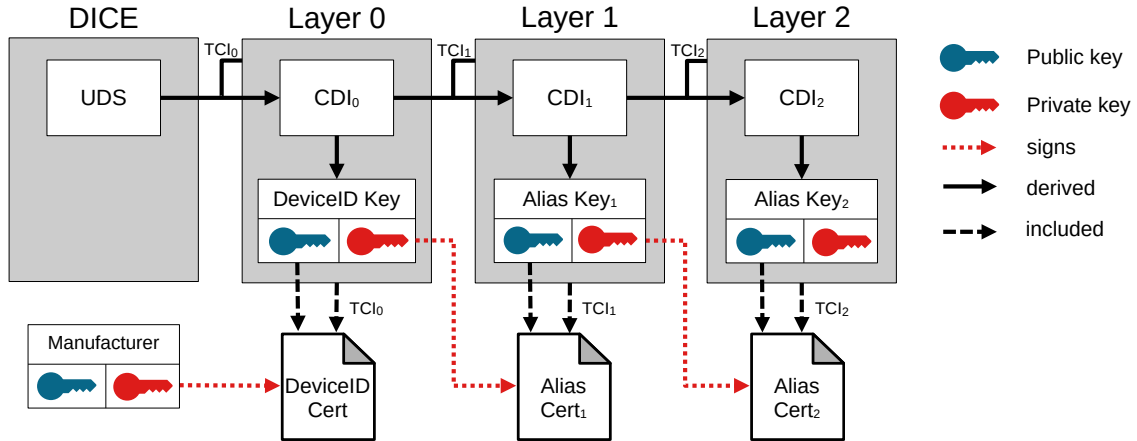 DICE
Layer 0
Layer 1
Layer 2
TCI₀
TCI₁
TCI₂
UDS
CDI₀
CDI₁
CDI₂
Public key
Private key
signs
derived
included
DeviceID Key
Alias Key₁
Alias Key₂
TCI₀
TCI₁
TCI₂
Manufacturer
DeviceID
Cert
Alias
Cert₁
Alias
Cert₂